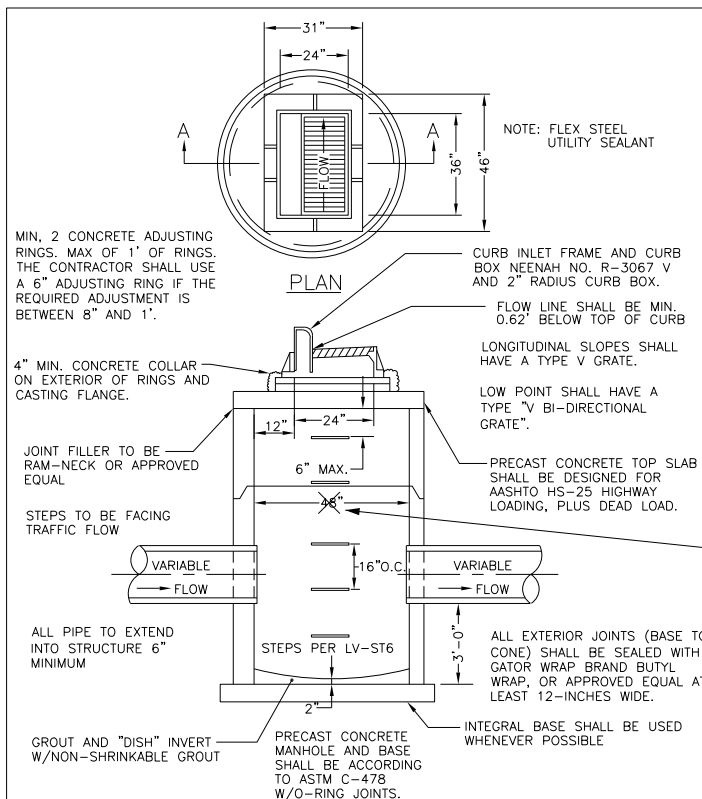 31"
24"
A
A
FLOW
36"
46"
NOTE: FLEX STEEL
UTILITY SEALANT
MIN, 2 CONCRETE ADJUSTING
RINGS. MAX OF 1' OF RINGS.
THE CONTRACTOR SHALL USE
A 6" ADJUSTING RING IF THE
REQUIRED ADJUSTMENT IS
BETWEEN 8" AND 1'.
PLAN
CURB INLET FRAME AND CURB
BOX NEENAH NO. R-3067 V
AND 2" RADIUS CURB BOX.
FLOW LINE SHALL BE MIN.
0.62' BELOW TOP OF CURB
LONGITUDINAL SLOPES SHALL
HAVE A TYPE V GRATE.
LOW POINT SHALL HAVE A
TYPE "V BI-DIRECTIONAL
GRATE".
4" MIN. CONCRETE COLLAR
ON EXTERIOR OF RINGS AND
CASTING FLANGE.
12"
24"
6" MAX.
JOINT FILLER TO BE
RAM-NECK OR APPROVED
EQUAL
PRECAST CONCRETE TOP SLAB
SHALL BE DESIGNED FOR
AASHTO HS-25 HIGHWAY
LOADING, PLUS DEAD LOAD.
STEPS TO BE FACING
TRAFFIC FLOW
48"
VARIABLE
FLOW
16"O.C.
VARIABLE
FLOW
3'-0"
ALL PIPE TO EXTEND
INTO STRUCTURE 6"
MINIMUM
STEPS PER LV-ST6
ALL EXTERIOR JOINTS (BASE TO
CONE) SHALL BE SEALED WITH
GATOR WRAP BRAND BUTYL
WRAP, OR APPROVED EQUAL AT
LEAST 12-INCHES WIDE.
2"
GROUT AND "DISH" INVERT
W/NON-SHRINKABLE GROUT
PRECAST CONCRETE
MANHOLE AND BASE
SHALL BE ACCORDING
TO ASTM C-478
W/O-RING JOINTS.
INTEGRAL BASE SHALL BE USED
WHENEVER POSSIBLE